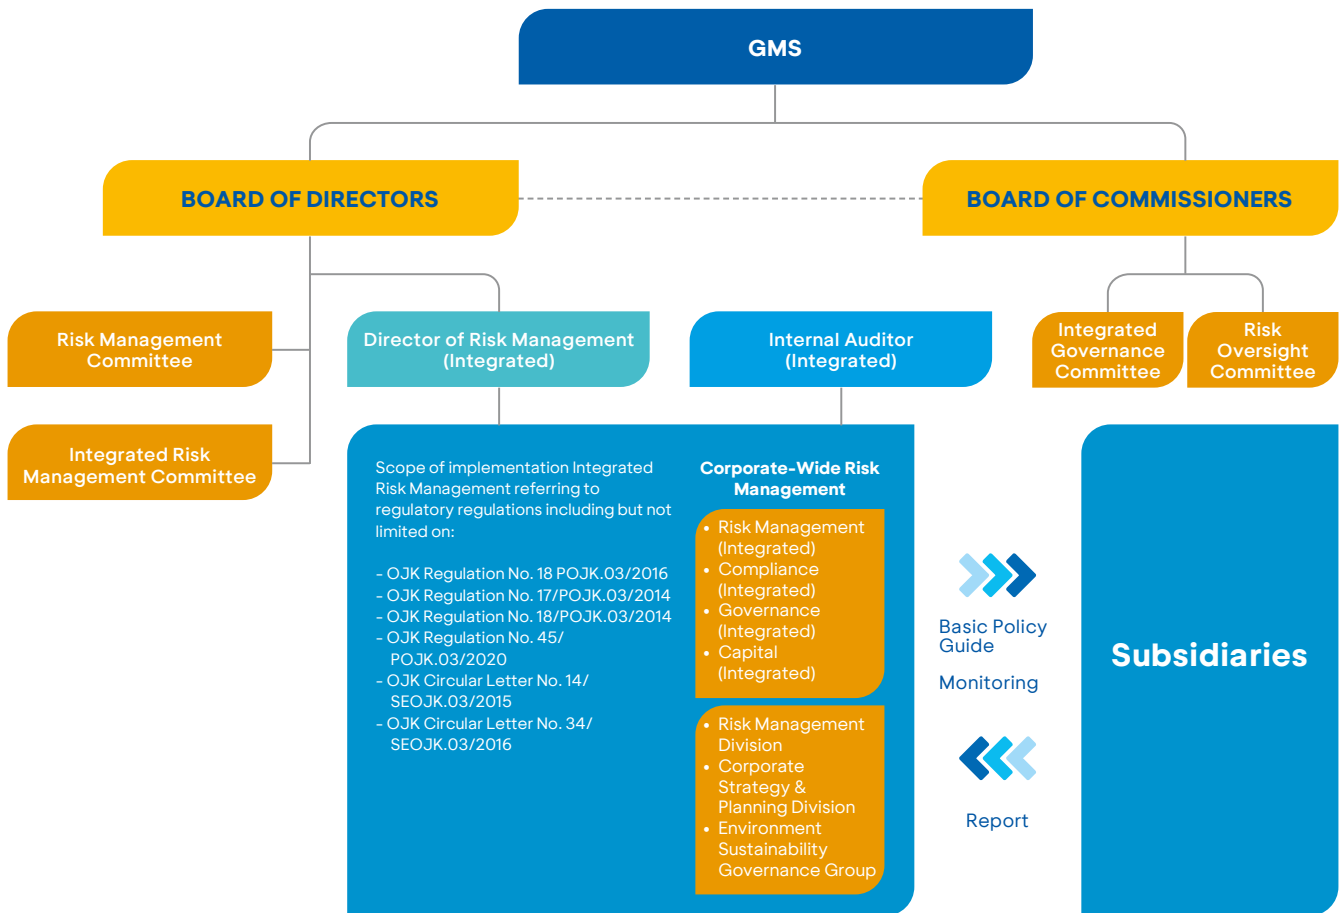 GMS
BOARD OF DIRECTORS
BOARD OF COMMISSIONERS
Risk Management
Committee
Director of Risk Management
(Integrated)
Internal Auditor
(Integrated)
Integrated
Governance
Committee
Risk
Oversight
Committee
Integrated Risk
Management Committee
Scope of implementation Integrated
Risk Management referring to
regulatory regulations including but not
limited on:
- OJK Regulation No. 18 POJK.03/2016
- OJK Regulation No. 17/POJK.03/2014
- OJK Regulation No. 18/POJK.03/2014
- OJK Regulation No. 45/
POJK.03/2020
- OJK Circular Letter No. 14/
SEOJK.03/2015
- OJK Circular Letter No. 34/
SEOJK.03/2016
Corporate-Wide Risk
Management
• Risk Management
(Integrated)
• Compliance
(Integrated)
• Governance
(Integrated)
• Capital
(Integrated)
• Risk Management
Division
• Corporate
Strategy &
Planning Division
• Environment
Sustainability
Governance Group
Basic Policy
Guide
Monitoring
Report
Subsidiaries